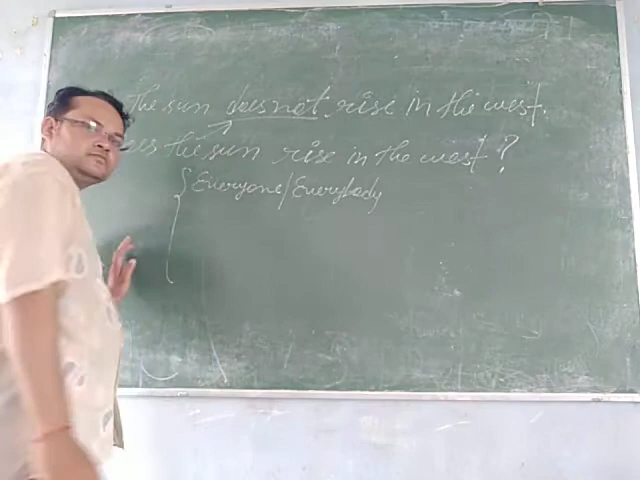 The sun does not rise in the west.
the sun rise in the west?
{ Everyone/Everybody